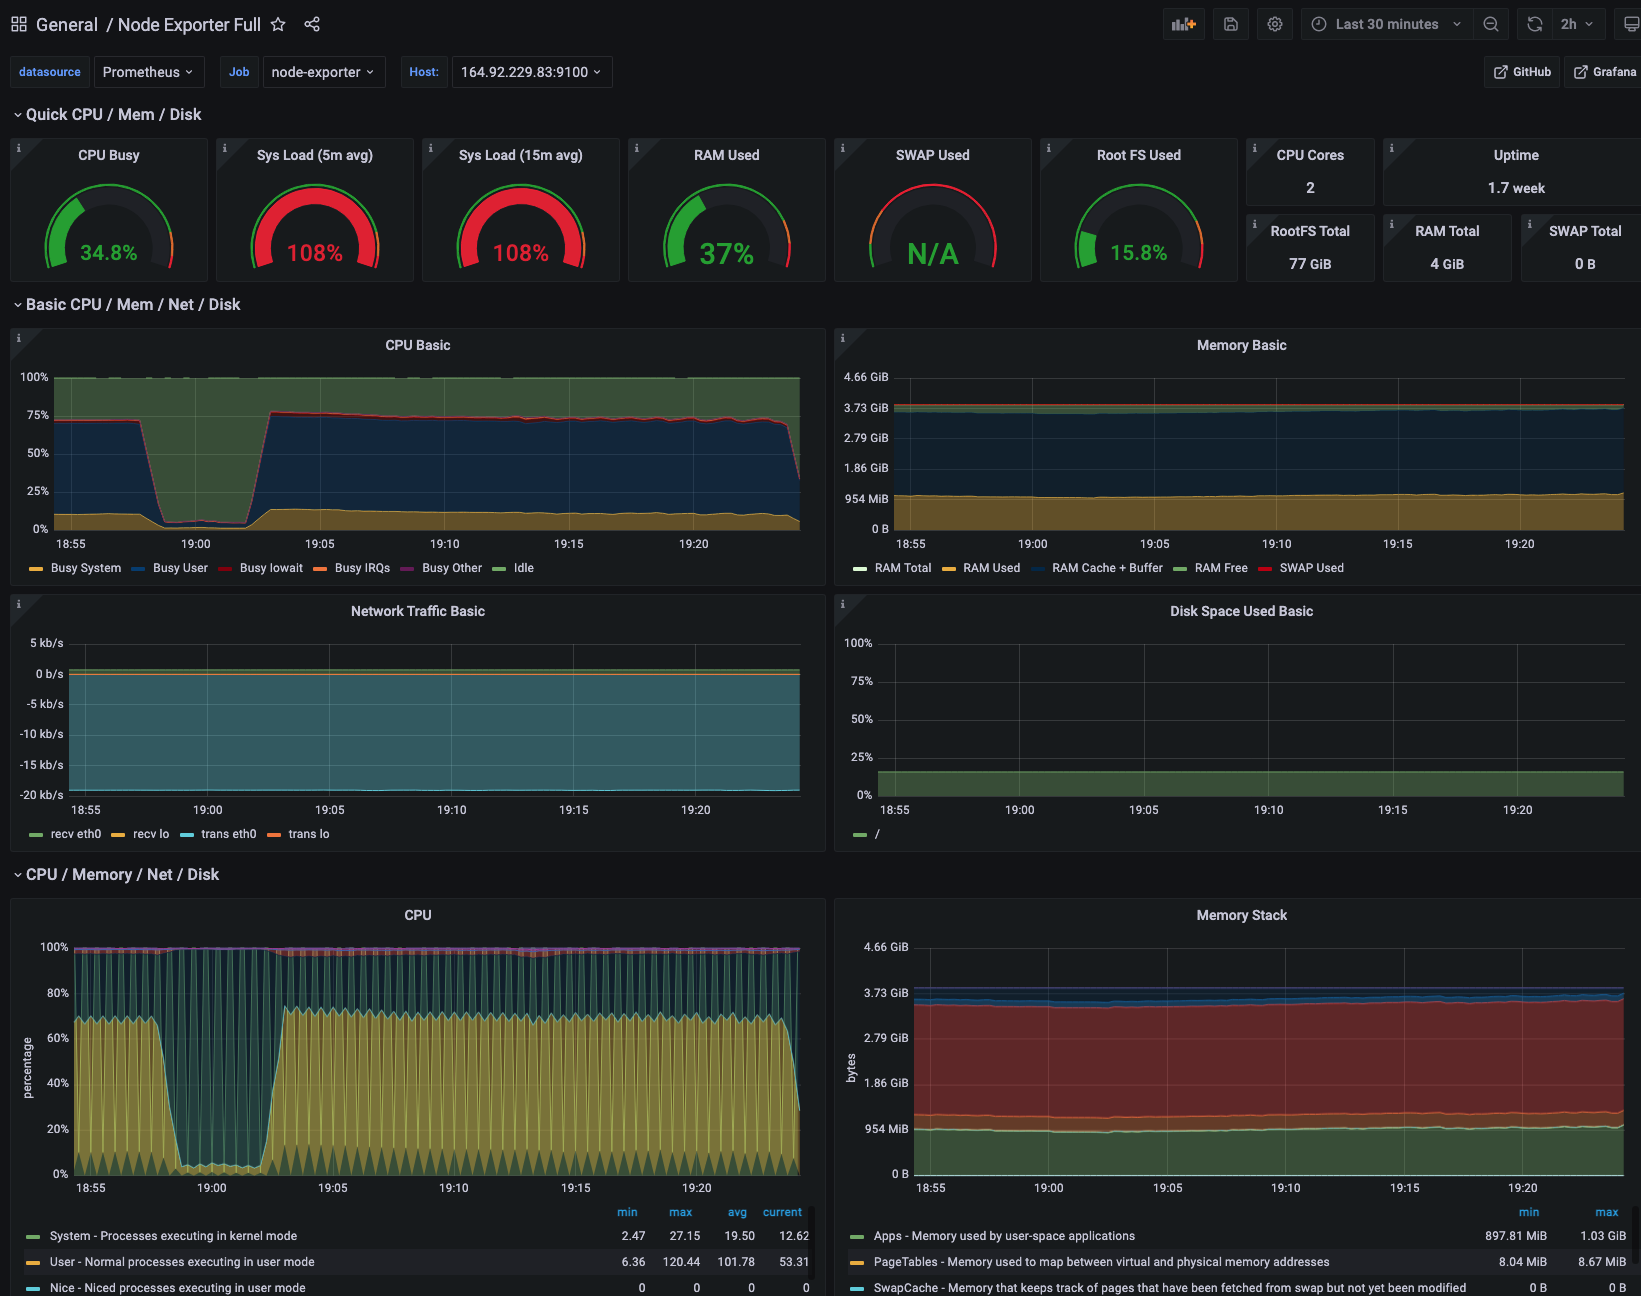 General / Node Exporter Full
Last 30 minutes
2h
datasource Prometheus Job node-exporter Host: 164.92.229.83:9100 GitHub Grafana
Quick CPU / Mem / Disk
CPU Busy
34.8%
Sys Load (5m avg)
108%
Sys Load (15m avg)
108%
RAM Used
37%
SWAP Used
N/A
Root FS Used
15.8%
CPU Cores
2
Uptime
1.7 week
RootFS Total
77 GiB
RAM Total
4 GiB
SWAP Total
0 B
Basic CPU / Mem / Net / Disk
CPU Basic
100%
75%
50%
25%
0%
18:55 19:00 19:05 19:10 19:15 19:20
Busy System Busy User Busy Iowait Busy IRQs Busy Other Idle
Memory Basic
4.66 GiB
3.73 GiB
2.79 GiB
1.86 GiB
954 MiB
0 B
18:55 19:00 19:05 19:10 19:15 19:20
RAM Total RAM Used RAM Cache + Buffer RAM Free SWAP Used
Network Traffic Basic
5 kb/s
0 b/s
-5 kb/s
-10 kb/s
-15 kb/s
-20 kb/s
18:55 19:00 19:05 19:10 19:15 19:20
recv eth0 recv lo trans eth0 trans lo
Disk Space Used Basic
100%
75%
50%
25%
0%
18:55 19:00 19:05 19:10 19:15 19:20
/
CPU / Memory / Net / Disk
CPU
percentage
100%
80%
60%
40%
20%
0%
18:55 19:00 19:05 19:10 19:15 19:20
min max avg current
System - Processes executing in kernel mode 2.47 27.15 19.50 12.62
User - Normal processes executing in user mode 6.36 120.44 101.78 53.31
Nice - Niced processes executing in user mode 0 0 0 0
Memory Stack
bytes
4.66 GiB
3.73 GiB
2.79 GiB
1.86 GiB
954 MiB
0 B
18:55 19:00 19:05 19:10 19:15 19:20
min max
Apps - Memory used by user-space applications 897.81 MiB 1.03 GiB
PageTables - Memory used to map between virtual and physical memory addresses 8.04 MiB 8.67 MiB
SwapCache - Memory that keeps track of pages that have been fetched from swap but not yet been modified 0 B 0 B